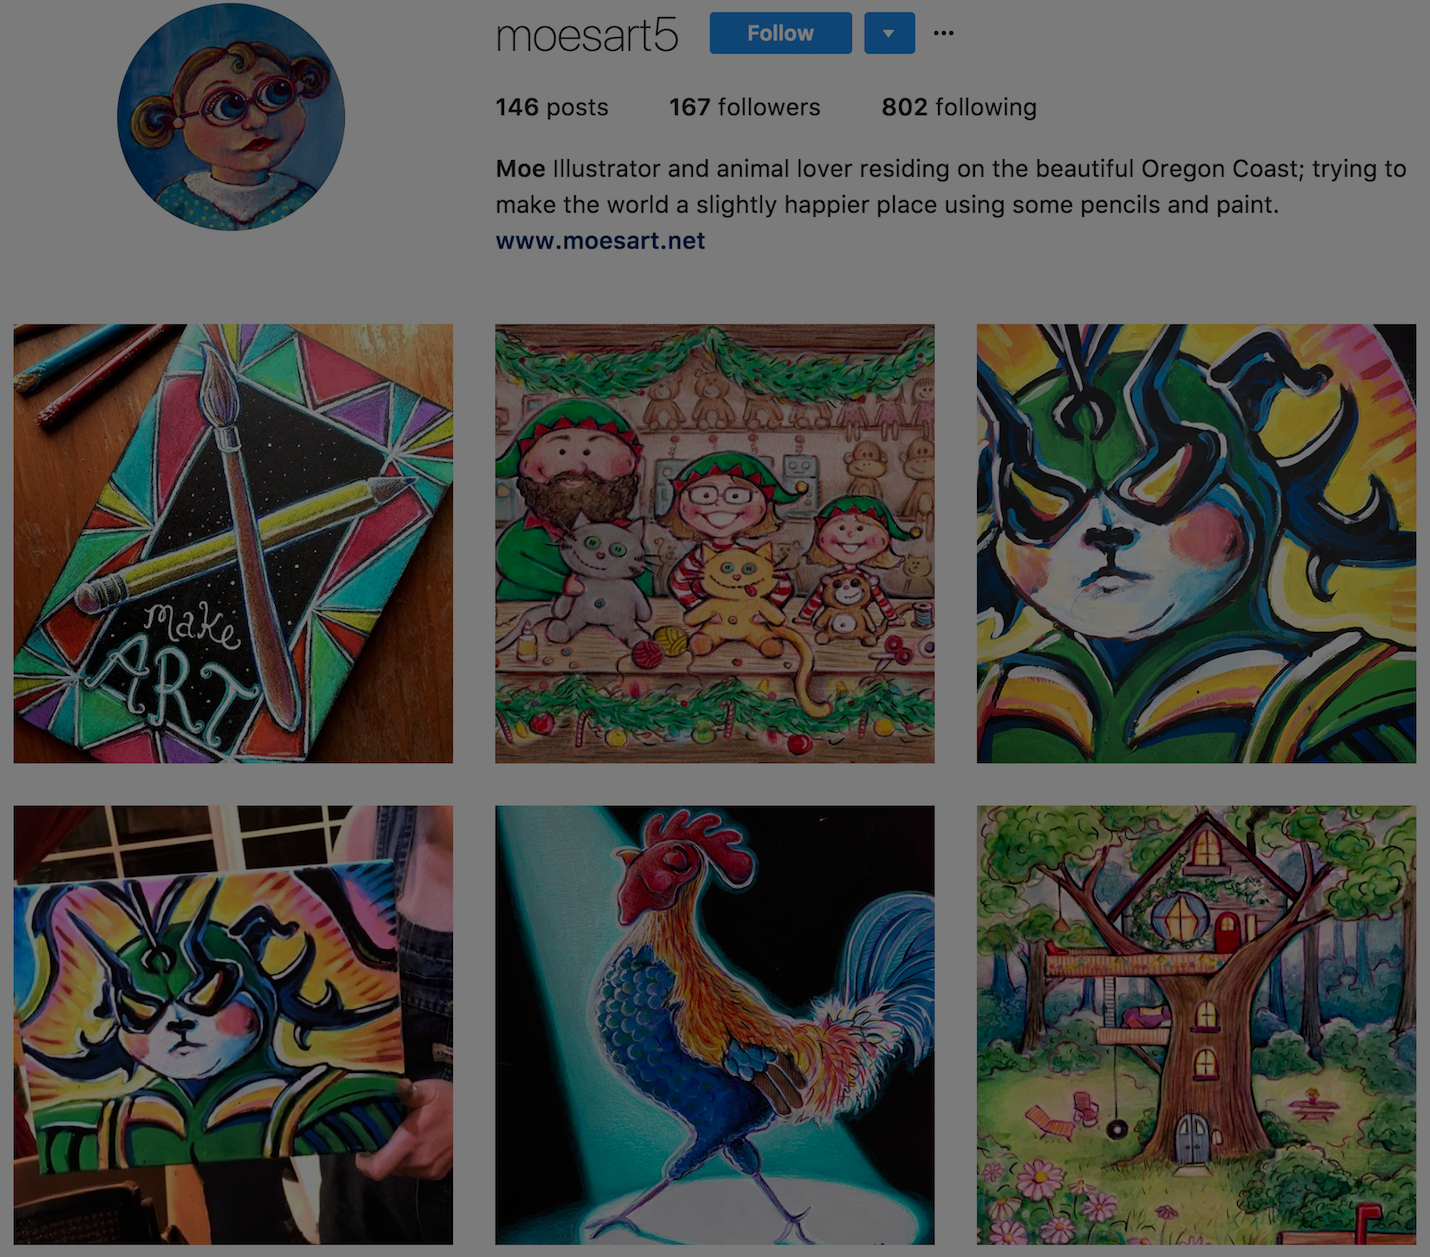 moesart5 Follow
146 posts 167 followers 802 following
Moe Illustrator and animal lover residing on the beautiful Oregon Coast; trying to
make the world a slightly happier place using some pencils and paint.
www.moesart.net
make
ART